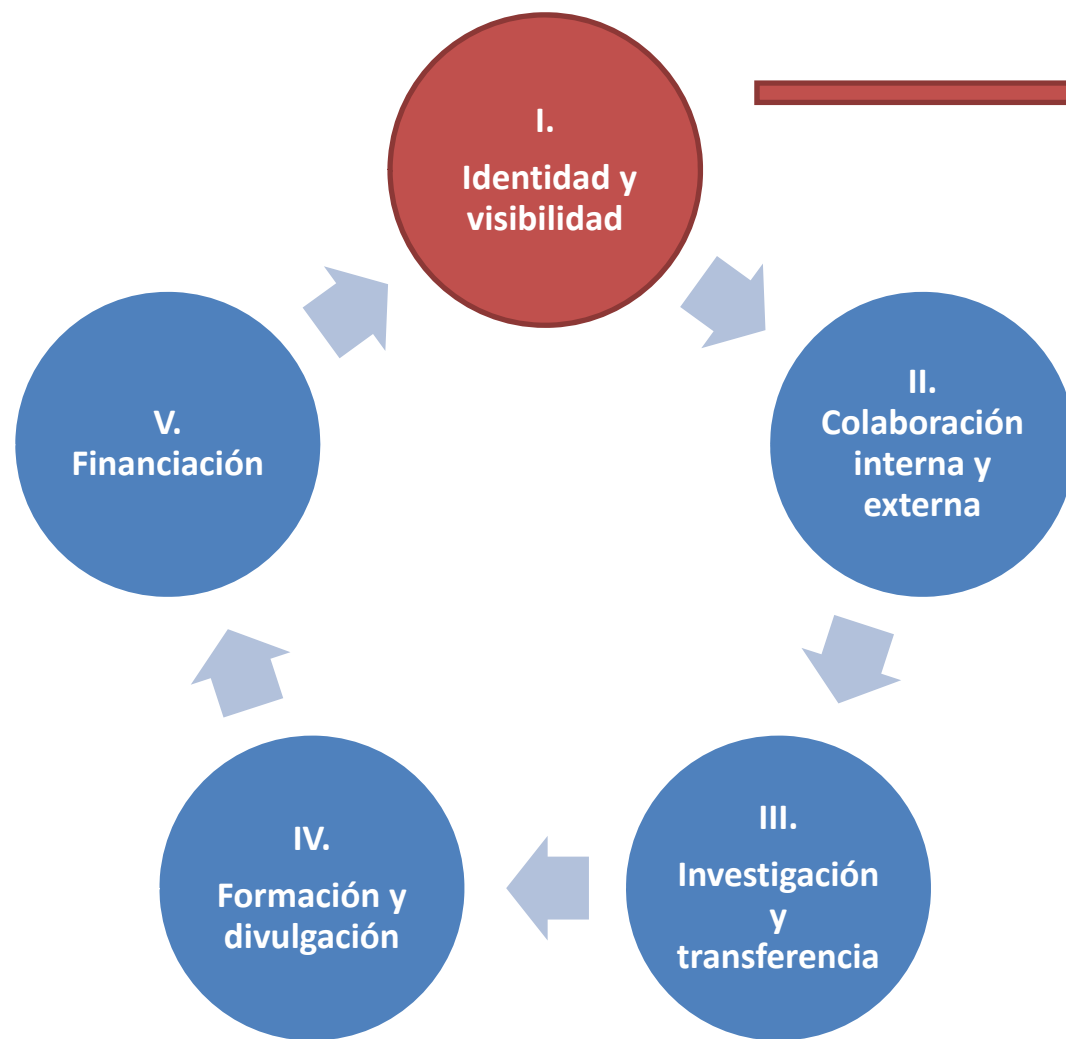 I.
Identidad y
visibilidad
II.
Colaboración
interna y
externa
III.
Investigación
y
transferencia
IV.
Formación y
divulgación
V.
Financiación